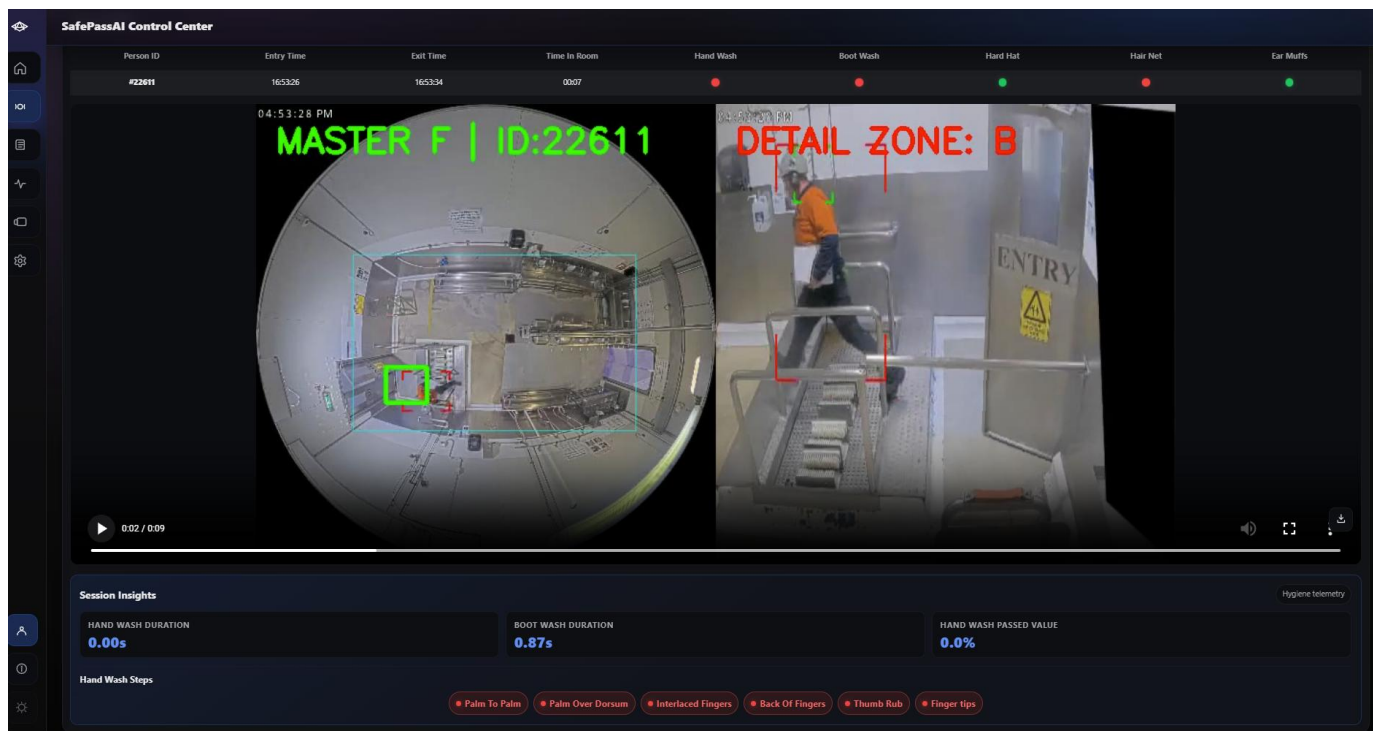 SafePassAI Control Center
Person ID Entry Time Exit Time Time In Room Hand Wash Boot Wash Hard Hat Hair Net Ear Muffs
#22611 16:53:26 16:53:34 00:07
04:53:28 PM
MASTER F | ID:22611
DETAIL ZONE: B
ENTRY
0:02 / 0:09
Session Insights
Hygiene telemetry
HAND WASH DURATION
0.00s
BOOT WASH DURATION
0.87s
HAND WASH PASSED VALUE
0.0%
Hand Wash Steps
Palm To Palm
Palm Over Dorsum
Interlaced Fingers
Back Of Fingers
Thumb Rub
Finger tips